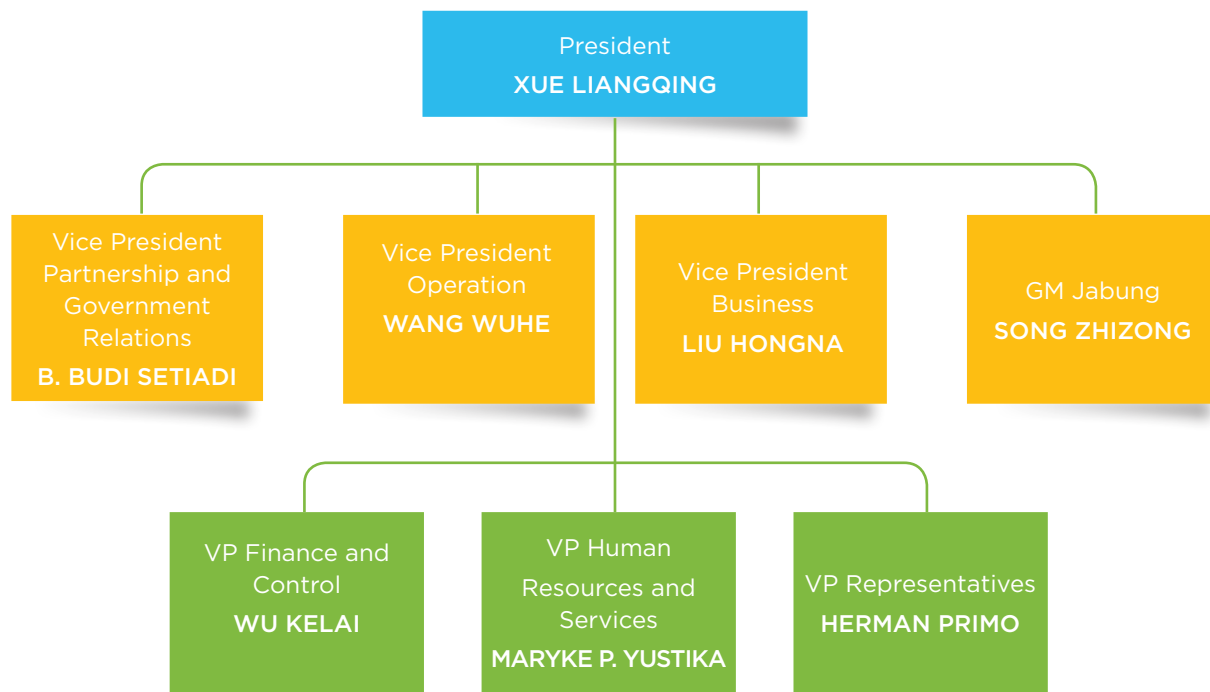 President
XUE LIANGQING
Vice President
Partnership and
Government
Relations
B. BUDI SETIADI
Vice President
Operation
WANG WUHE
Vice President
Business
LIU HONGNA
GM Jabung
SONG ZHIZONG
VP Finance and
Control
WU KELAI
VP Human
Resources and
Services
MARYKE P. YUSTIKA
VP Representatives
HERMAN PRIMO